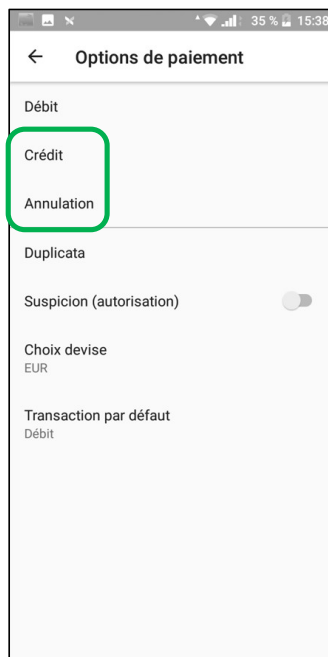 35 % 15:38
Options de paiement
Débit
Crédit
Annulation
Duplicata
Suspicion (autorisation)
Choix devise
EUR
Transaction par défaut
Débit